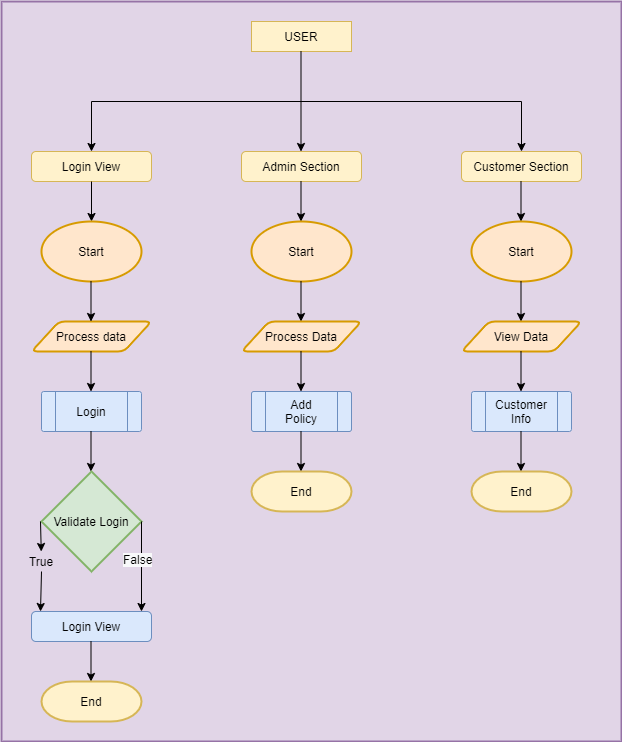 USER
Login View
Admin Section
Customer Section
Start
Start
Start
Process data
Process Data
View Data
Login
Add
Policy
Customer
Info
End
End
Validate Login
True
False
Login View
End